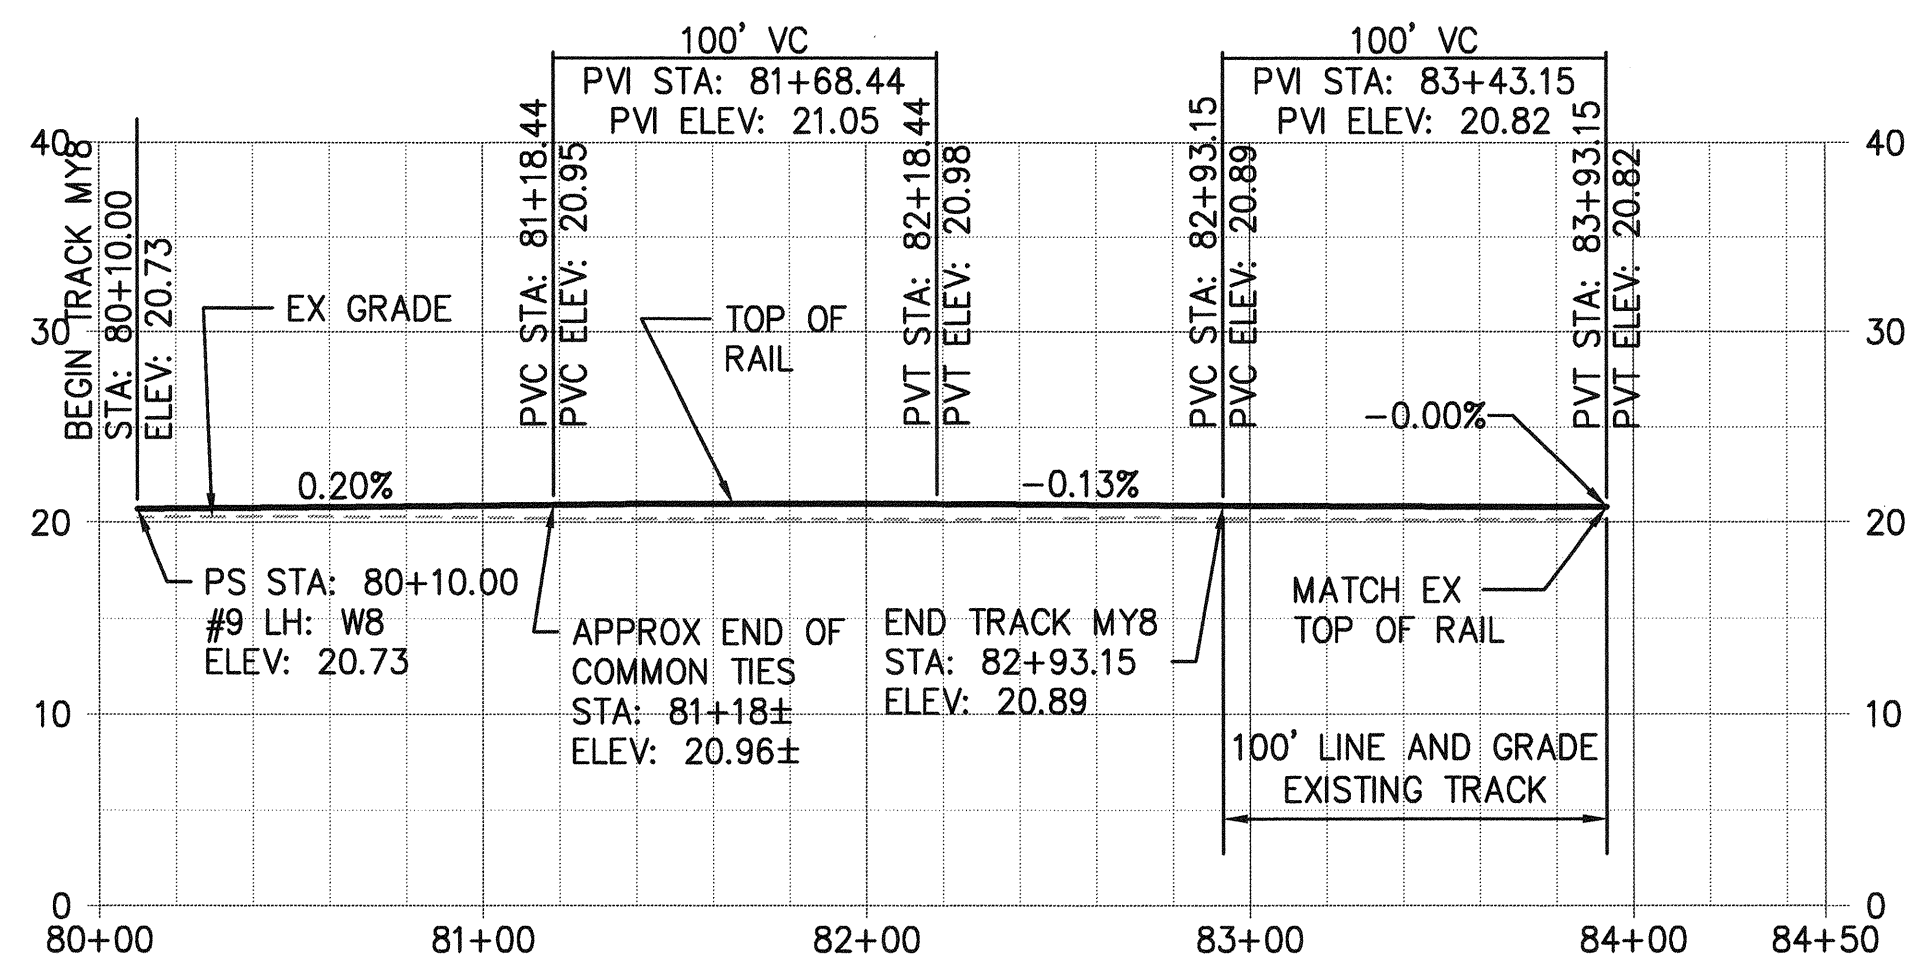 100' VC
PVI STA: 81+68.44
PVI ELEV: 21.05
100' VC
PVI STA: 83+43.15
PVI ELEV: 20.82
BEGIN TRACK MY8
STA: 80+10.00
ELEV: 20.73
PVC STA: 81+18.44
PVC ELEV: 20.95
PVT STA: 82+18.44
PVT ELEV: 20.98
PVC STA: 82+93.15
PVC ELEV: 20.89
PVT STA: 83+93.15
PVT ELEV: 20.82
40
40
30
30
20
20
10
10
0
0
EX GRADE
TOP OF
RAIL
-0.00%
0.20%
-0.13%
PS STA: 80+10.00
#9 LH: W8
ELEV: 20.73
APPROX END OF
COMMON TIES
STA: 81+18±
ELEV: 20.96±
END TRACK MY8
STA: 82+93.15
ELEV: 20.89
MATCH EX
TOP OF RAIL
100' LINE AND GRADE
EXISTING TRACK
80+00
81+00
82+00
83+00
84+00
84+50